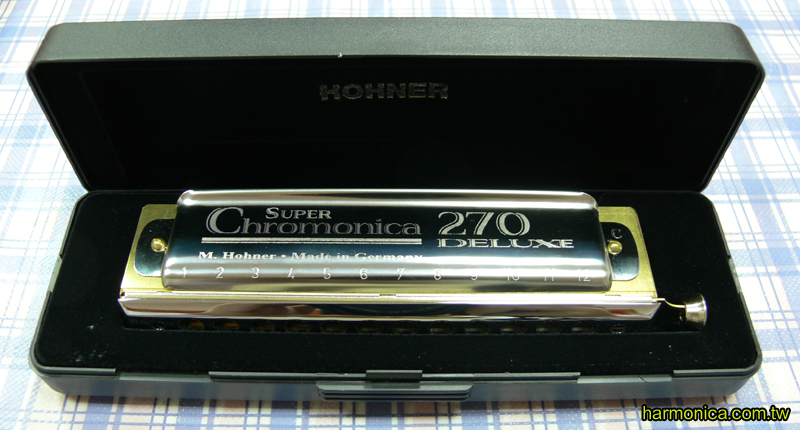 HOHNER
SUPER
Chromonica 270
DELUXE
M. Hohner • Made in Germany
C
1 2 3 4 5 6 7 8 9 10 11 12
harmonica.com.tw